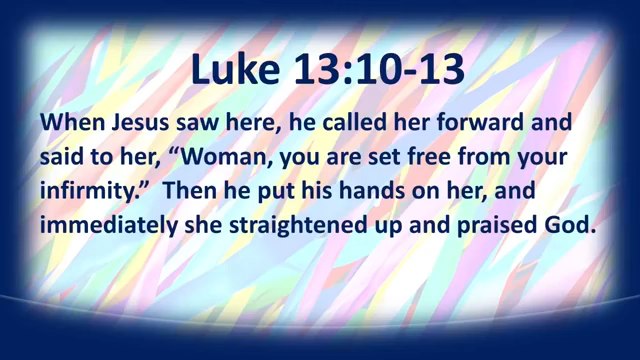 Luke 13:10-13
When Jesus saw here, he called her forward and
said to her, “Woman, you are set free from your
infirmity.”  Then he put his hands on her, and
immediately she straightened up and praised God.